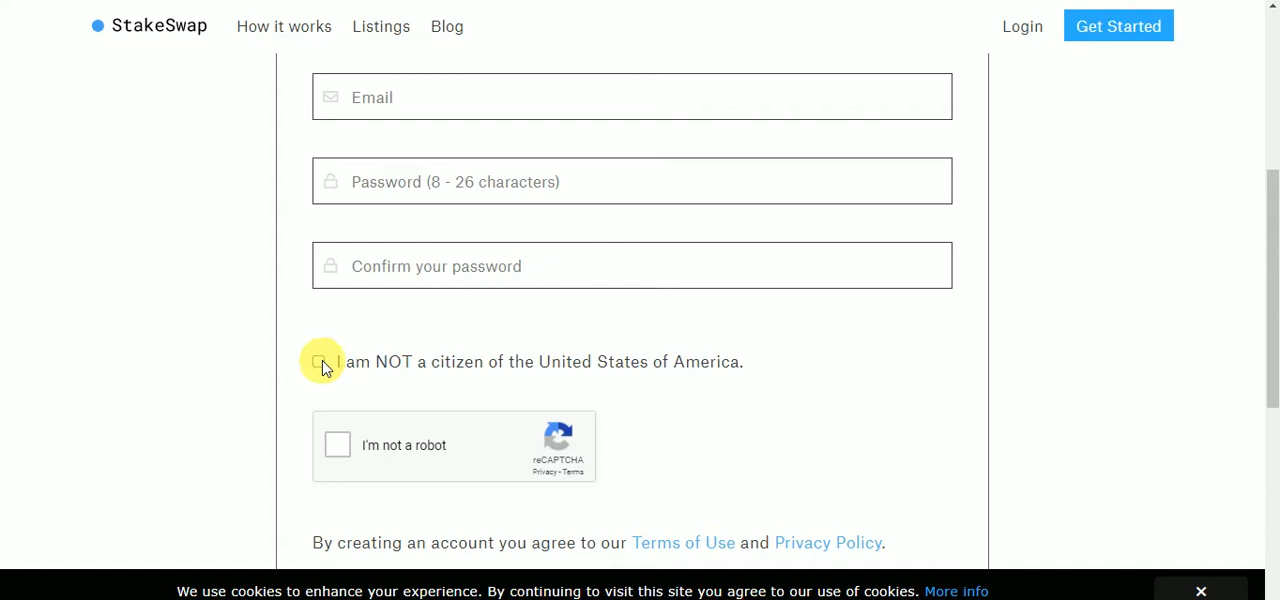 StakeSwap How it works Listings Blog Login Get Started
Email
Password (8 - 26 characters)
Confirm your password
I am NOT a citizen of the United States of America.
I'm not a robot
reCAPTCHA
Privacy - Terms
By creating an account you agree to our Terms of Use and Privacy Policy.
We use cookies to enhance your experience. By continuing to visit this site you agree to our use of cookies. More info